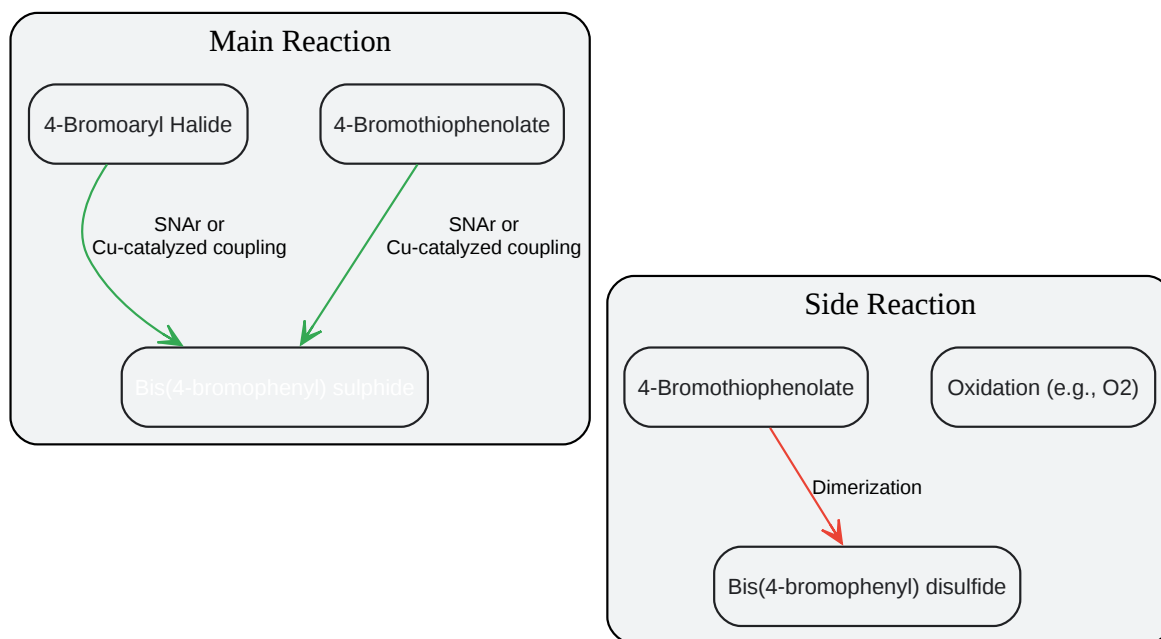 Main Reaction
4-Bromoaryl Halide
4-Bromothiophenolate
SNAr or
Cu-catalyzed coupling
SNAr or
Cu-catalyzed coupling
Bis(4-bromophenyl) sulphide
Side Reaction
4-Bromothiophenolate
Oxidation (e.g., O2)
Dimerization
Bis(4-bromophenyl) disulfide